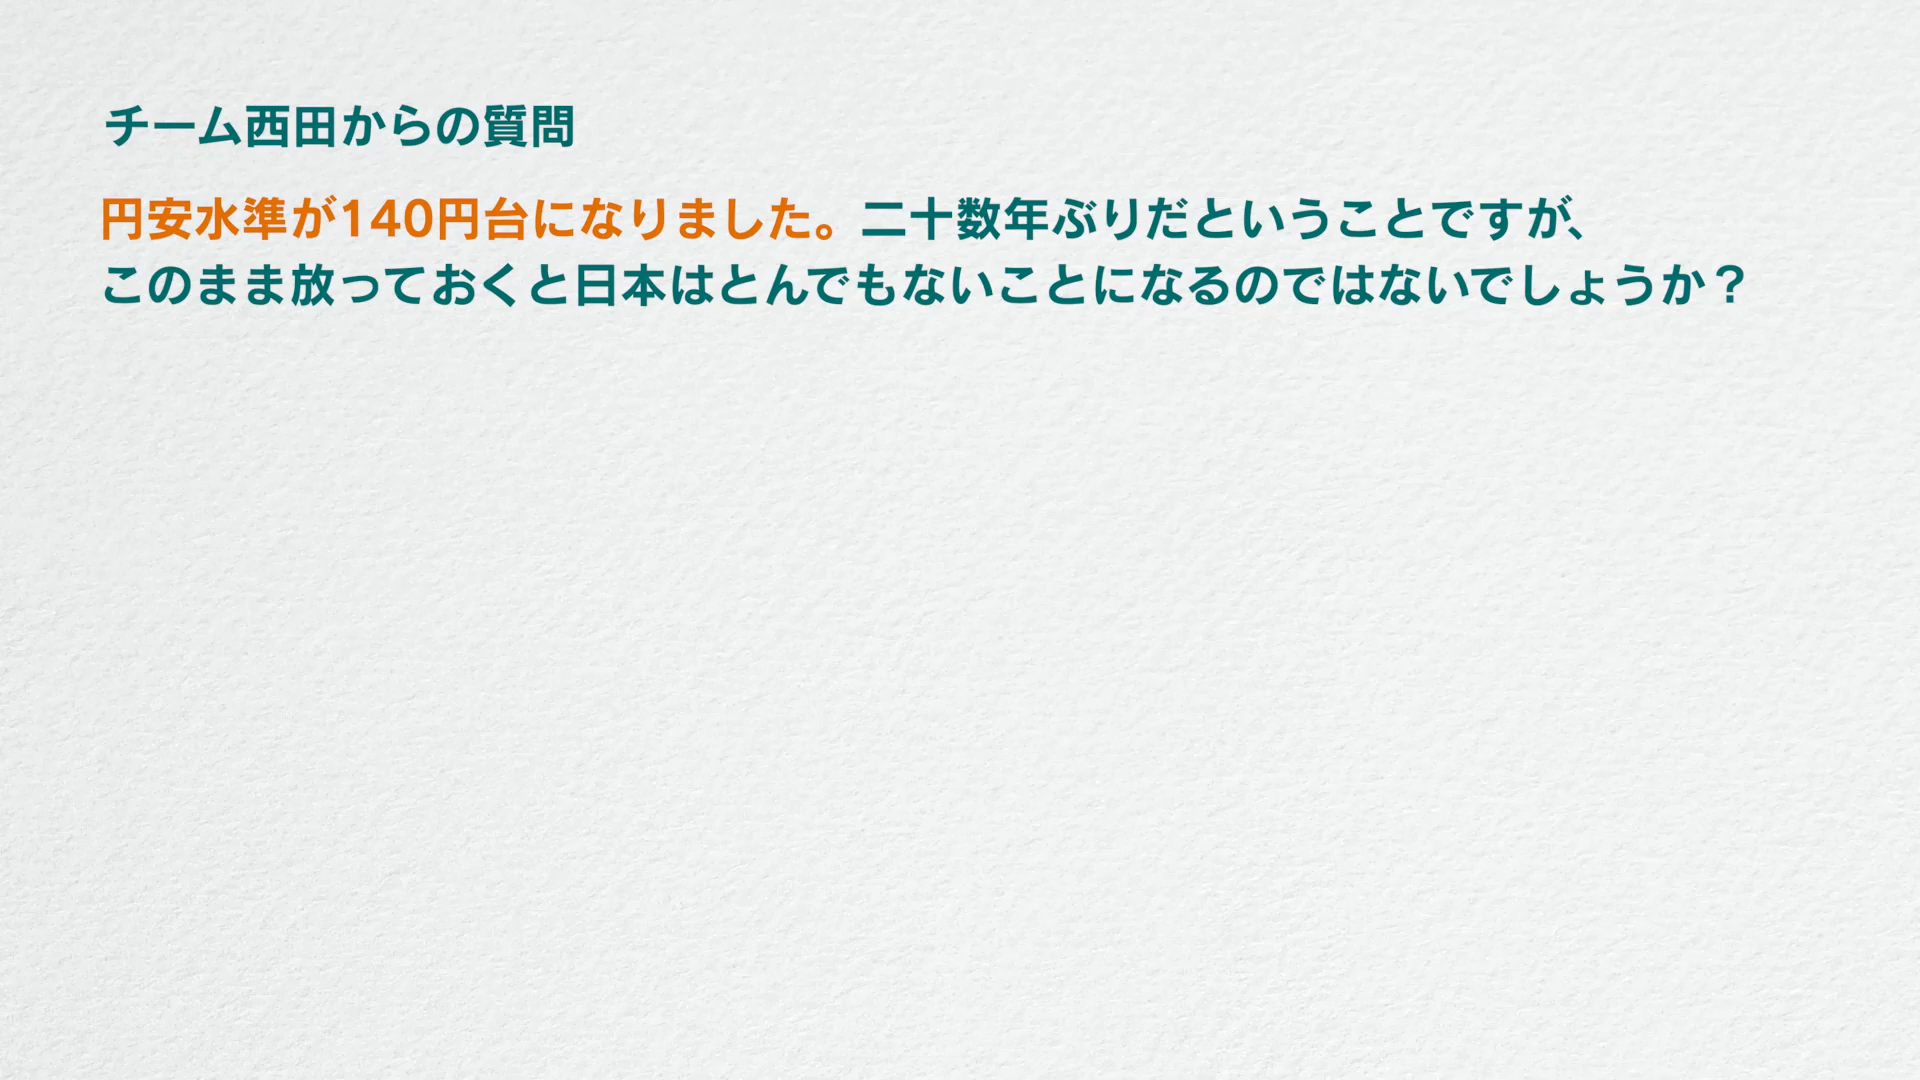 チーム西田からの質問
円安水準が140円台になりました。二十数年ぶりだということですが、
このまま放っておくと日本はとんでもないことになるのではないでしょうか？